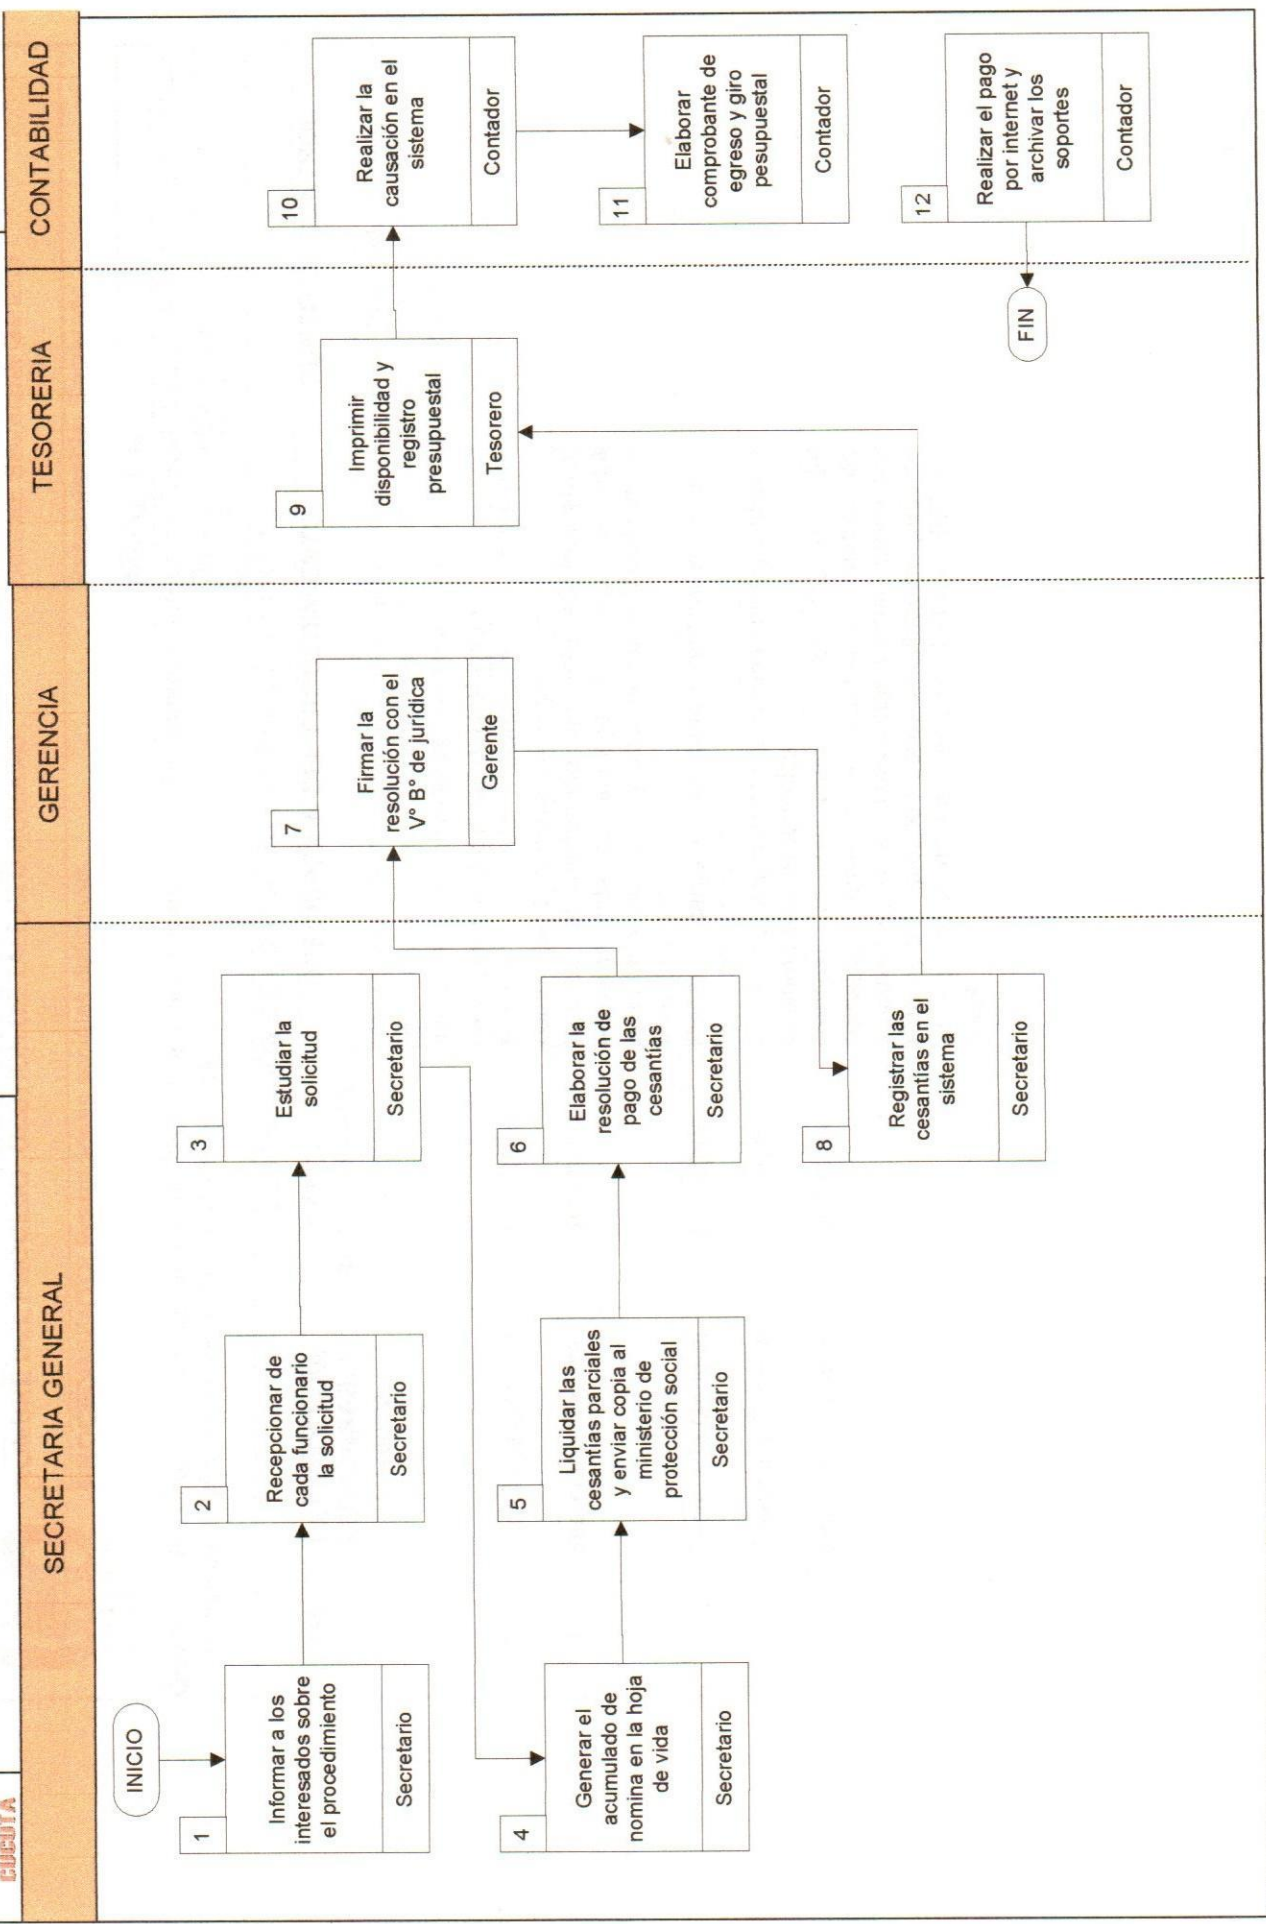 CUCUTA
SECRETARIA GENERAL
GERENCIA
TESORERIA
CONTABILIDAD
INICIO
1
Informar a los
interesados sobre
el procedimiento
Secretario
2
Recepcionar de
cada funcionario
la solicitud
Secretario
3
Estudiar la
solicitud
Secretario
4
Generar el
acumulado de
nomina en la hoja
de vida
Secretario
5
Liquidar las
cesantías parciales
y enviar copia al
ministerio de
protección social
Secretario
6
Elaborar la
resolución de
pago de las
cesantías
Secretario
7
Firmar la
resolución con el
V° B° de jurídica
Gerente
8
Registrar las
cesantías en el
sistema
Secretario
9
Imprimir
disponibilidad y
registro
presupuestal
Tesorero
10
Realizar la
causación en el
sistema
Contador
11
Elaborar
comprobante de
egreso y giro
pesupuestal
Contador
12
Realizar el pago
por internet y
archivar los
soportes
Contador
FIN